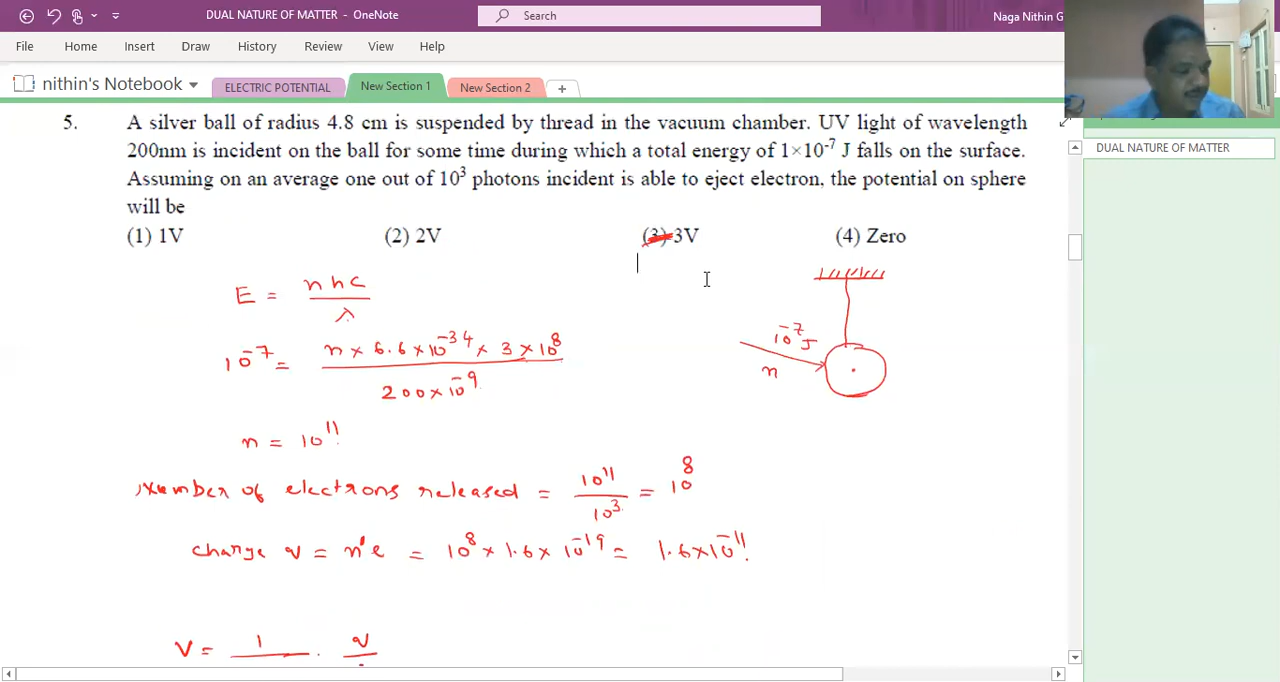 DUAL NATURE OF MATTER - OneNote
Search
Naga Nithin G
File Home Insert Draw History Review View Help
nithin's Notebook ELECTRIC POTENTIAL New Section 1 New Section 2
DUAL NATURE OF MATTER
5. A silver ball of radius 4.8 cm is suspended by thread in the vacuum chamber. UV light of wavelength
200nm is incident on the ball for some time during which a total energy of 1×10⁻⁷ J falls on the surface.
Assuming on an average one out of 10³ photons incident is able to eject electron, the potential on sphere
will be
(1) 1V (2) 2V (3) 3V (4) Zero
E = nhc/λ
10⁻⁷ = n × 6.6 × 10⁻³⁴ × 3 × 10⁸ / 200 × 10⁻⁹
10⁻⁷ J
n
n = 10¹¹
Number of electrons released = 10¹¹/10³ = 10⁸
charge q = n'e = 10⁸ × 1.6 × 10⁻¹⁹ = 1.6 × 10⁻¹¹
V = 1/ . q/